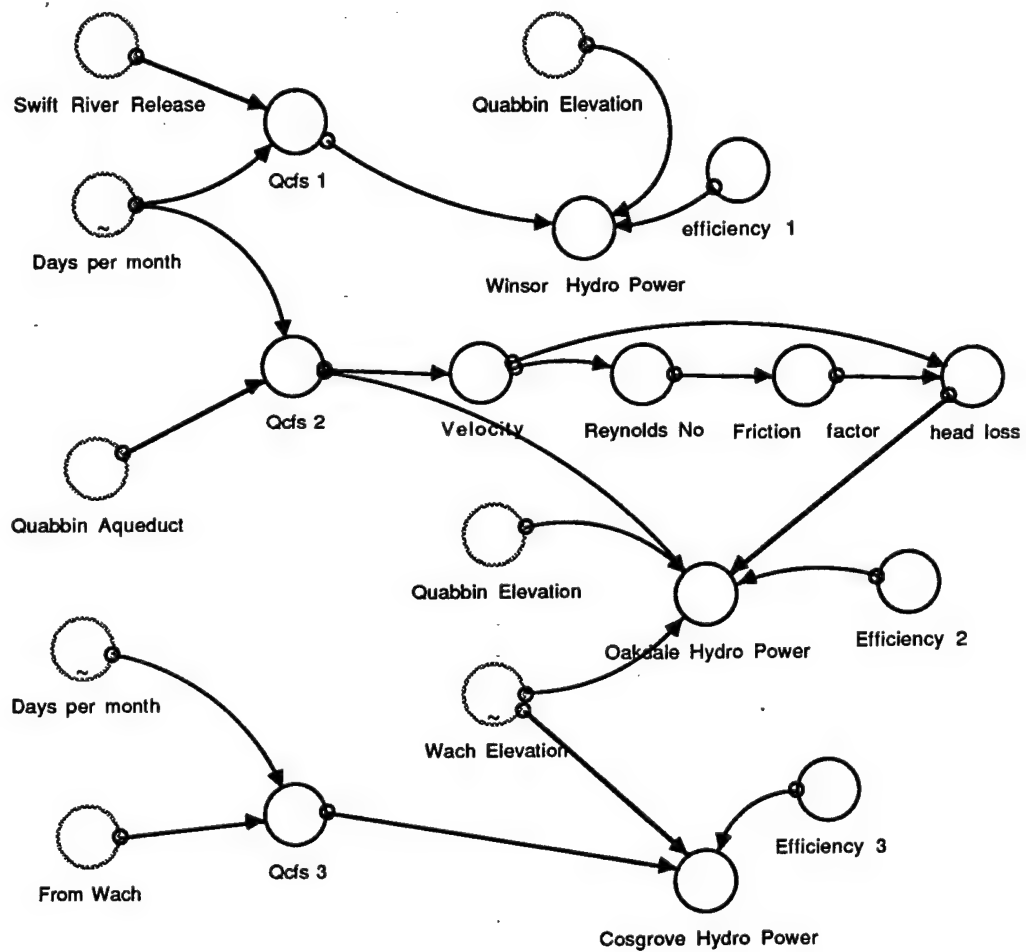 Swift River Release
Quabbin Elevation
Qcfs 1
efficiency 1
~
Days per month
Winsor Hydro Power
Qcfs 2
Velocity
Reynolds No
Friction factor
head loss
Quabbin Aqueduct
Quabbin Elevation
Oakdale Hydro Power
Efficiency 2
~
Days per month
~
Wach Elevation
Qcfs 3
Efficiency 3
From Wach
Cosgrove Hydro Power